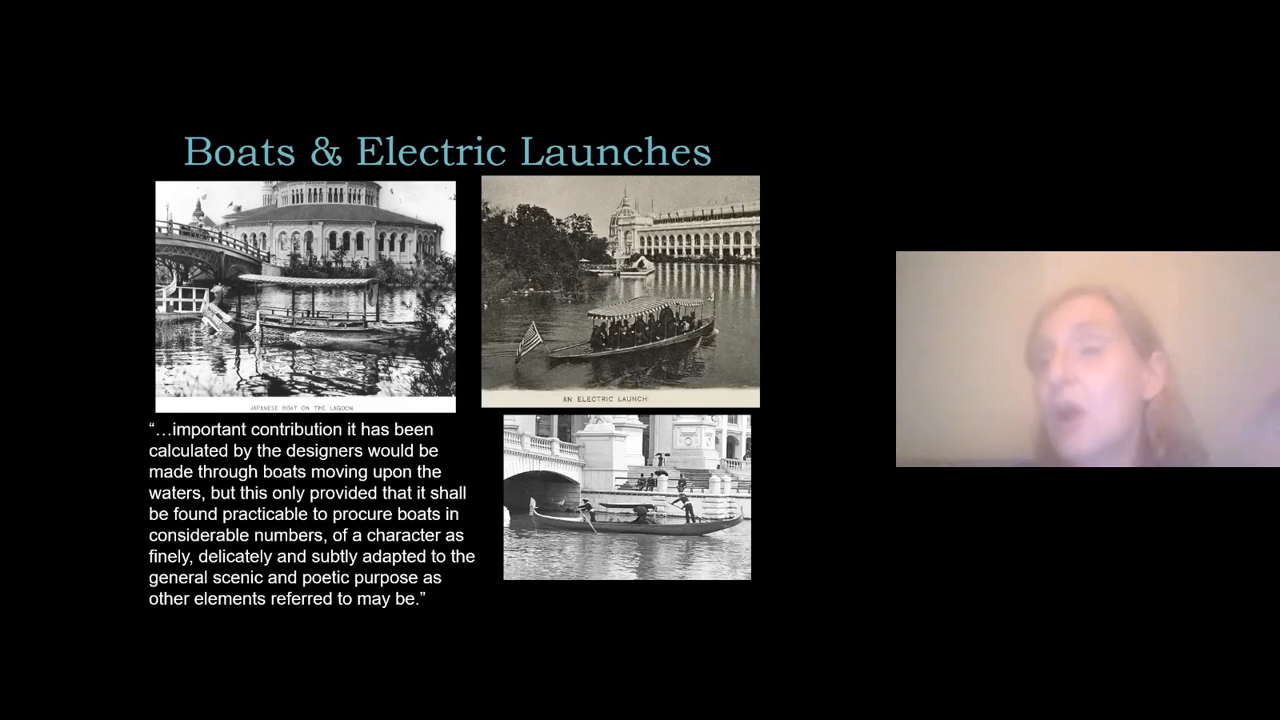 Boats & Electric Launches
JAPANESE BOAT ON THE LAGOON
AN ELECTRIC LAUNCH
“…important contribution it has been
calculated by the designers would be
made through boats moving upon the
waters, but this only provided that it shall
be found practicable to procure boats in
considerable numbers, of a character as
finely, delicately and subtly adapted to the
general scenic and poetic purpose as
other elements referred to may be.”